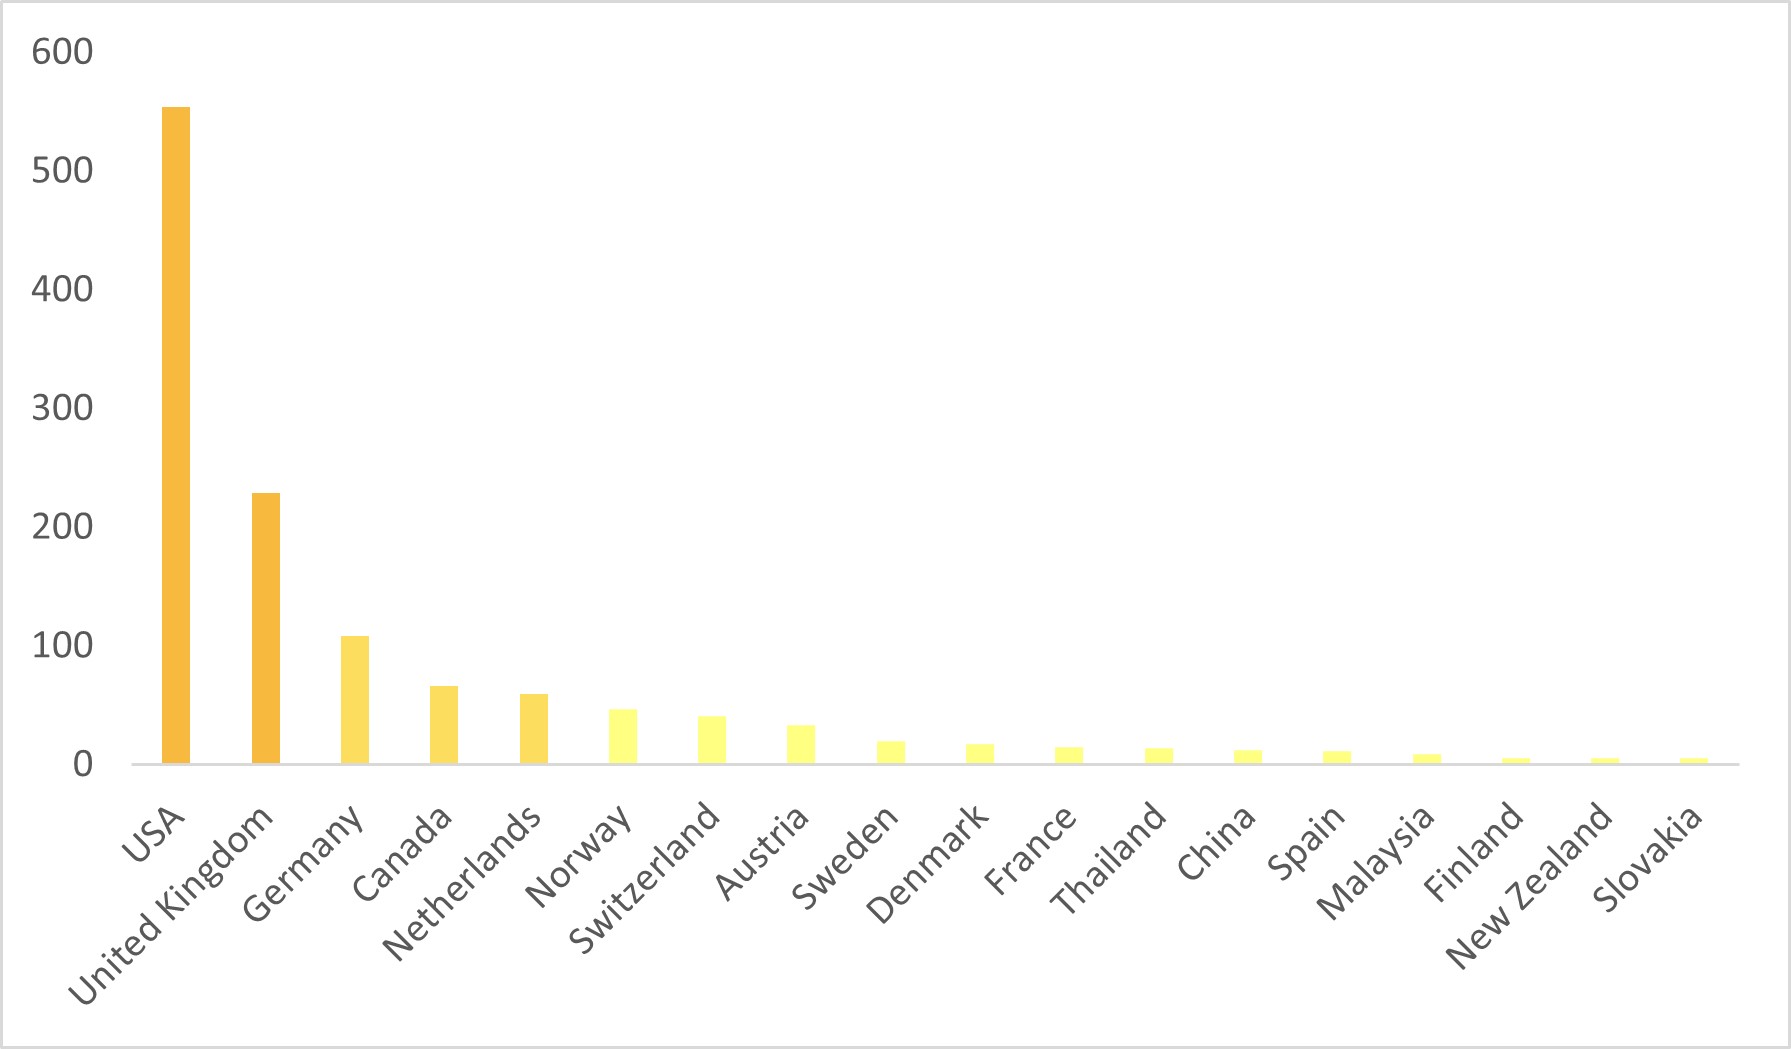 600
500
400
300
200
100
0
USA
United Kingdom
Germany
Canada
Netherlands
Norway
Switzerland
Austria
Sweden
Denmark
France
Thailand
China
Spain
Malaysia
Finland
New Zealand
Slovakia